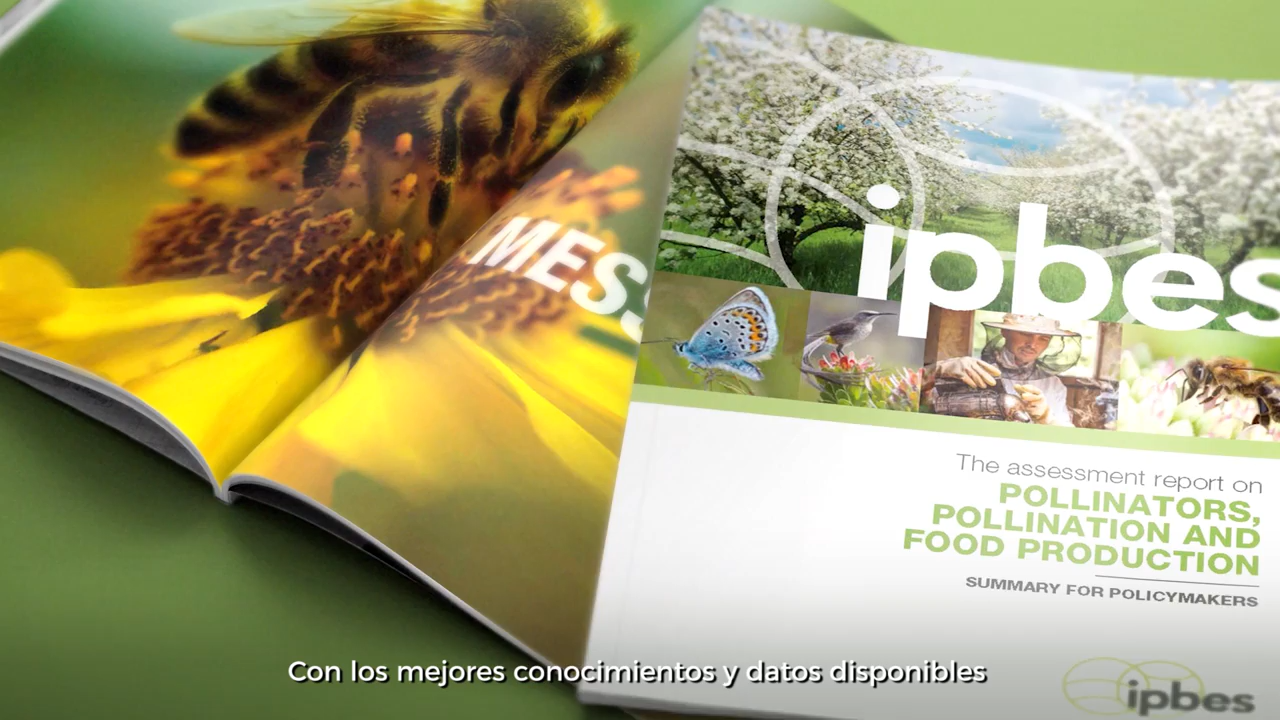 MESS
ipbes
The assessment report on
POLLINATORS,
POLLINATION AND
FOOD PRODUCTION
SUMMARY FOR POLICYMAKERS
ipbes
Con los mejores conocimientos y datos disponibles